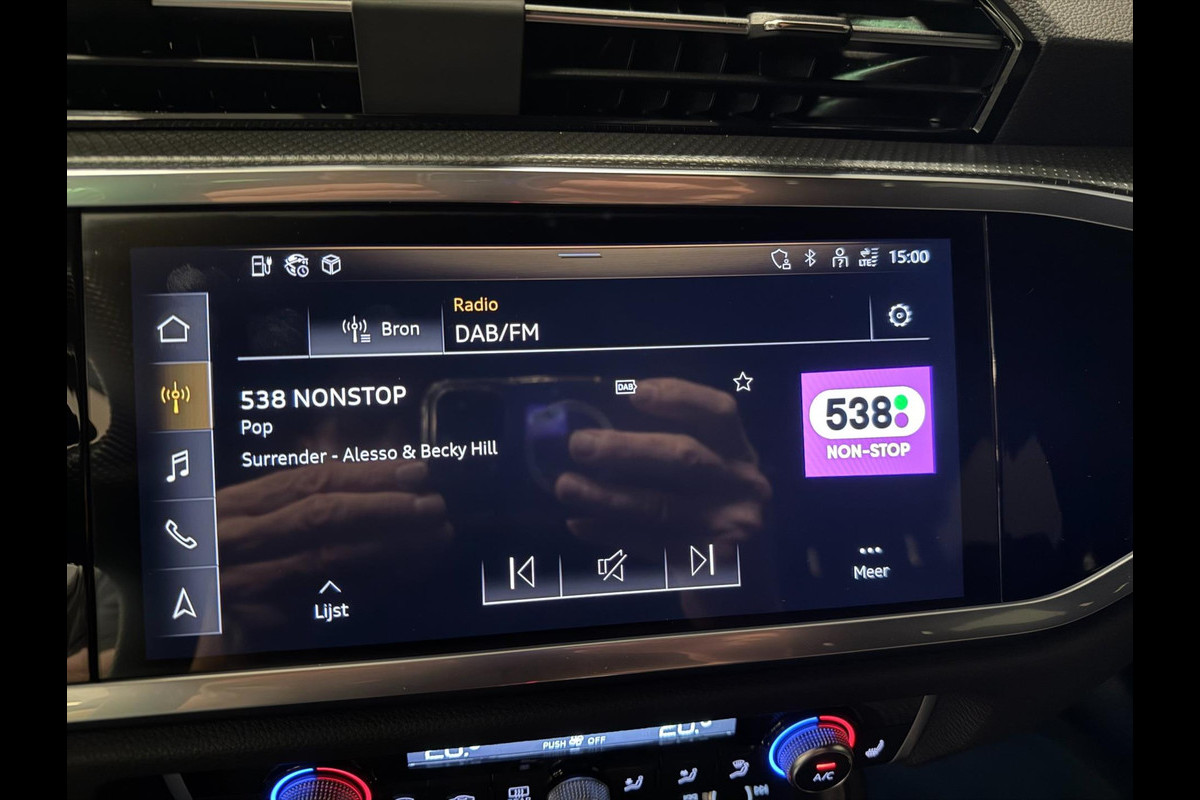 LTE 15:00
Radio
Bron DAB/FM
538 NONSTOP
DAB
Pop
Surrender - Alesso & Becky Hill
538
NON-STOP
Lijst
Meer
PUSH OFF
A/C